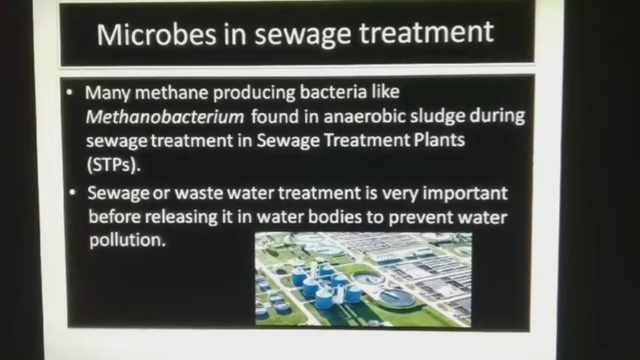 Microbes in sewage treatment
• Many methane producing bacteria like
Methanobacterium found in anaerobic sludge during
sewage treatment in Sewage Treatment Plants
(STPs).
• Sewage or waste water treatment is very important
before releasing it in water bodies to prevent water
pollution.